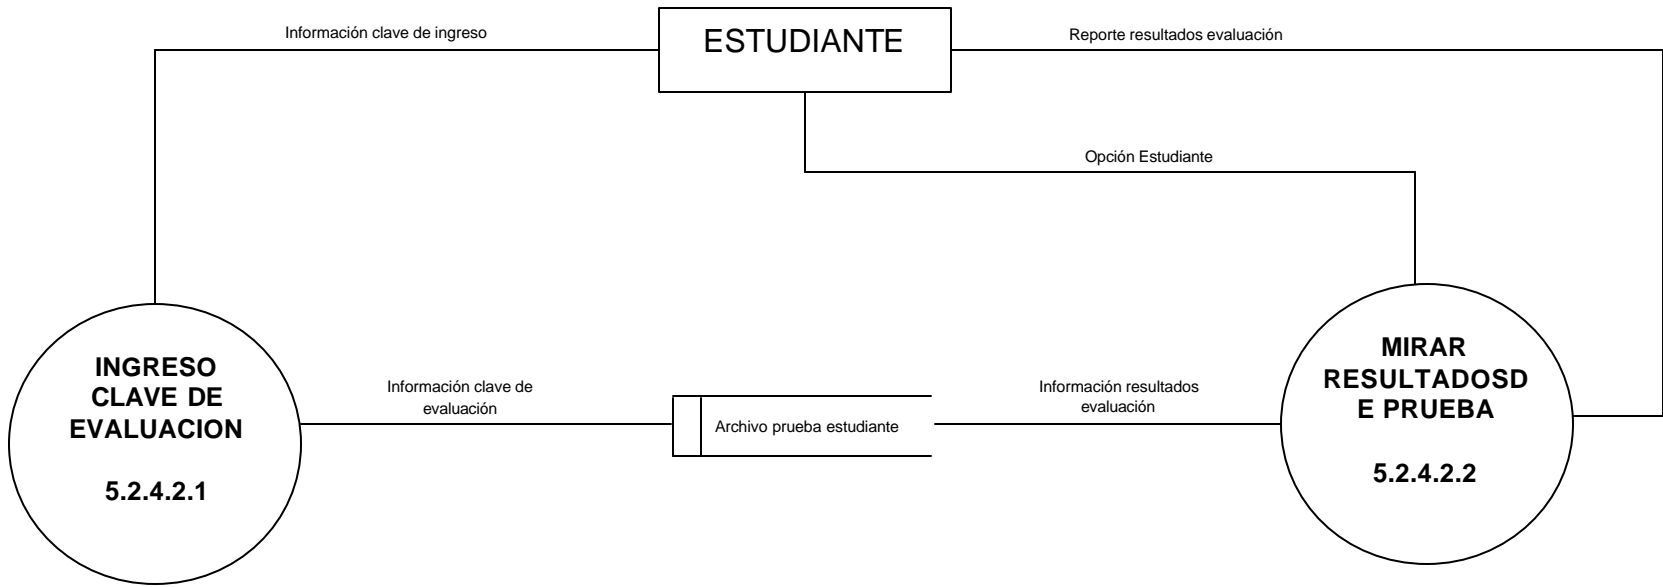 Información clave de ingreso
ESTUDIANTE
Reporte resultados evaluación
Opción Estudiante
INGRESO
CLAVE DE
EVALUACION
5.2.4.2.1
Información clave de
evaluación
Archivo prueba estudiante
Información resultados
evaluación
MIRAR
RESULTADOSD
E PRUEBA
5.2.4.2.2